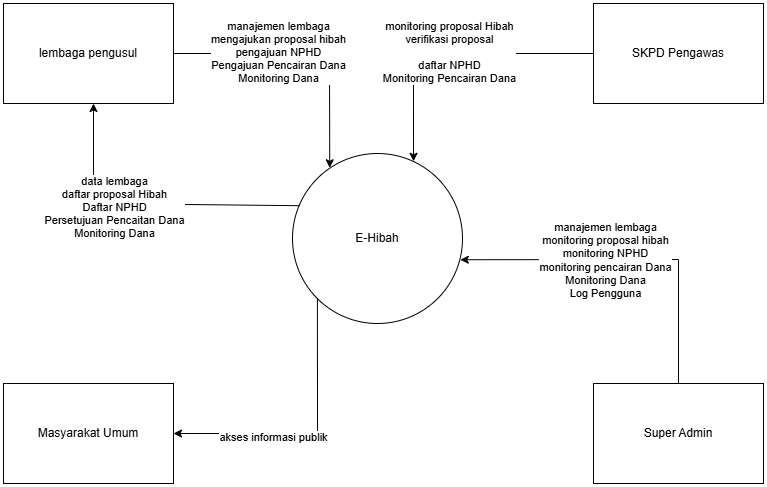 lembaga pengusul
manajemen lembaga
mengajukan proposal hibah
pengajuan NPHD
Pengajuan Pencairan Dana
Monitoring Dana
monitoring proposal Hibah
verifikasi proposal
daftar NPHD
Monitoring Pencairan Dana
SKPD Pengawas
data lembaga
daftar proposal Hibah
Daftar NPHD
Persetujuan Pencaitan Dana
Monitoring Dana
E-Hibah
manajemen lembaga
monitoring proposal hibah
monitoring NPHD
monitoring pencairan Dana
Monitoring Dana
Log Pengguna
Masyarakat Umum
akses informasi publik
Super Admin